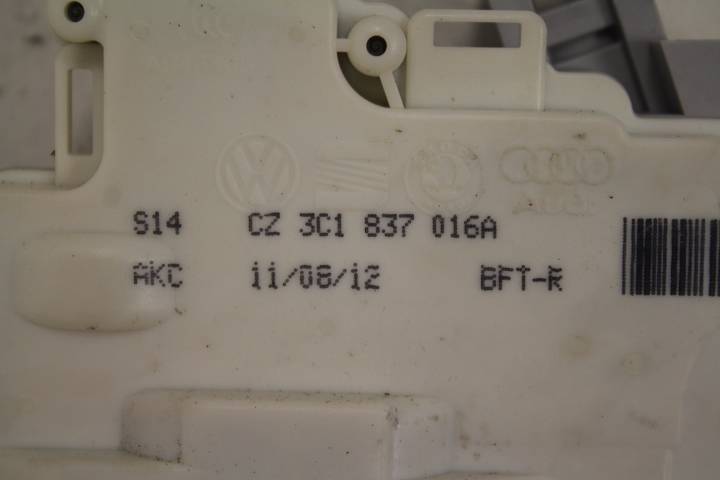 S14 CZ 3C1 837 016A
AKC 11/08/12 BFT-R